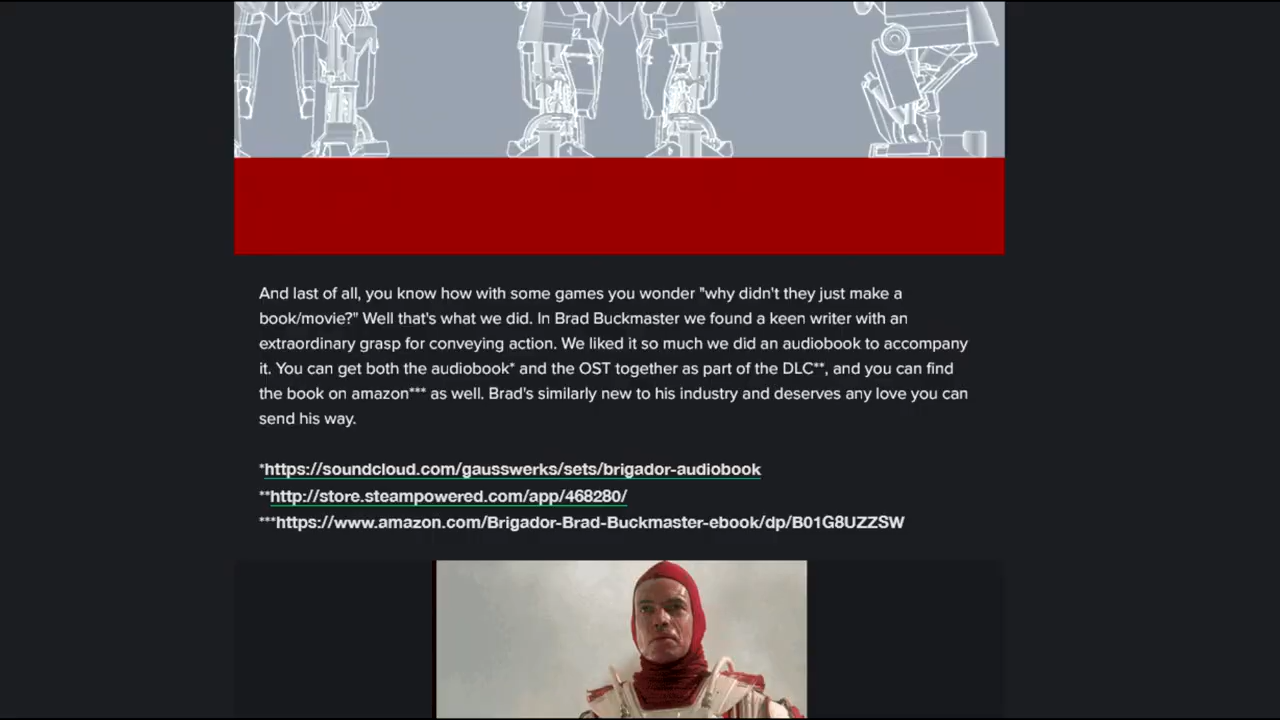 And last of all, you know how with some games you wonder "why didn't they just make a
book/movie?" Well that's what we did. In Brad Buckmaster we found a keen writer with an
extraordinary grasp for conveying action. We liked it so much we did an audiobook to accompany
it. You can get both the audiobook* and the OST together as part of the DLC**, and you can find
the book on amazon*** as well. Brad's similarly new to his industry and deserves any love you can
send his way.
*https://soundcloud.com/gausswerks/sets/brigador-audiobook
**http://store.steampowered.com/app/468280/
***https://www.amazon.com/Brigador-Brad-Buckmaster-ebook/dp/B01G8UZZSW